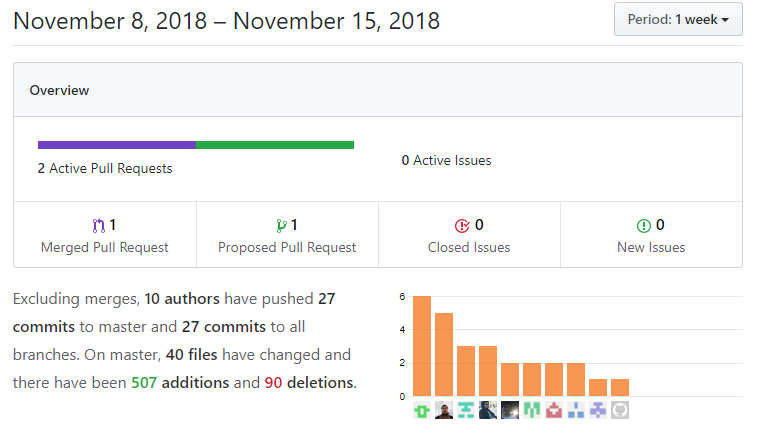 November 8, 2018 – November 15, 2018
Period: 1 week
Overview
2 Active Pull Requests
0 Active Issues
1
Merged Pull Request
1
Proposed Pull Request
0
Closed Issues
0
New Issues
Excluding merges, 10 authors have pushed 27
commits to master and 27 commits to all
branches. On master, 40 files have changed and
there have been 507 additions and 90 deletions.
6
4
2
0